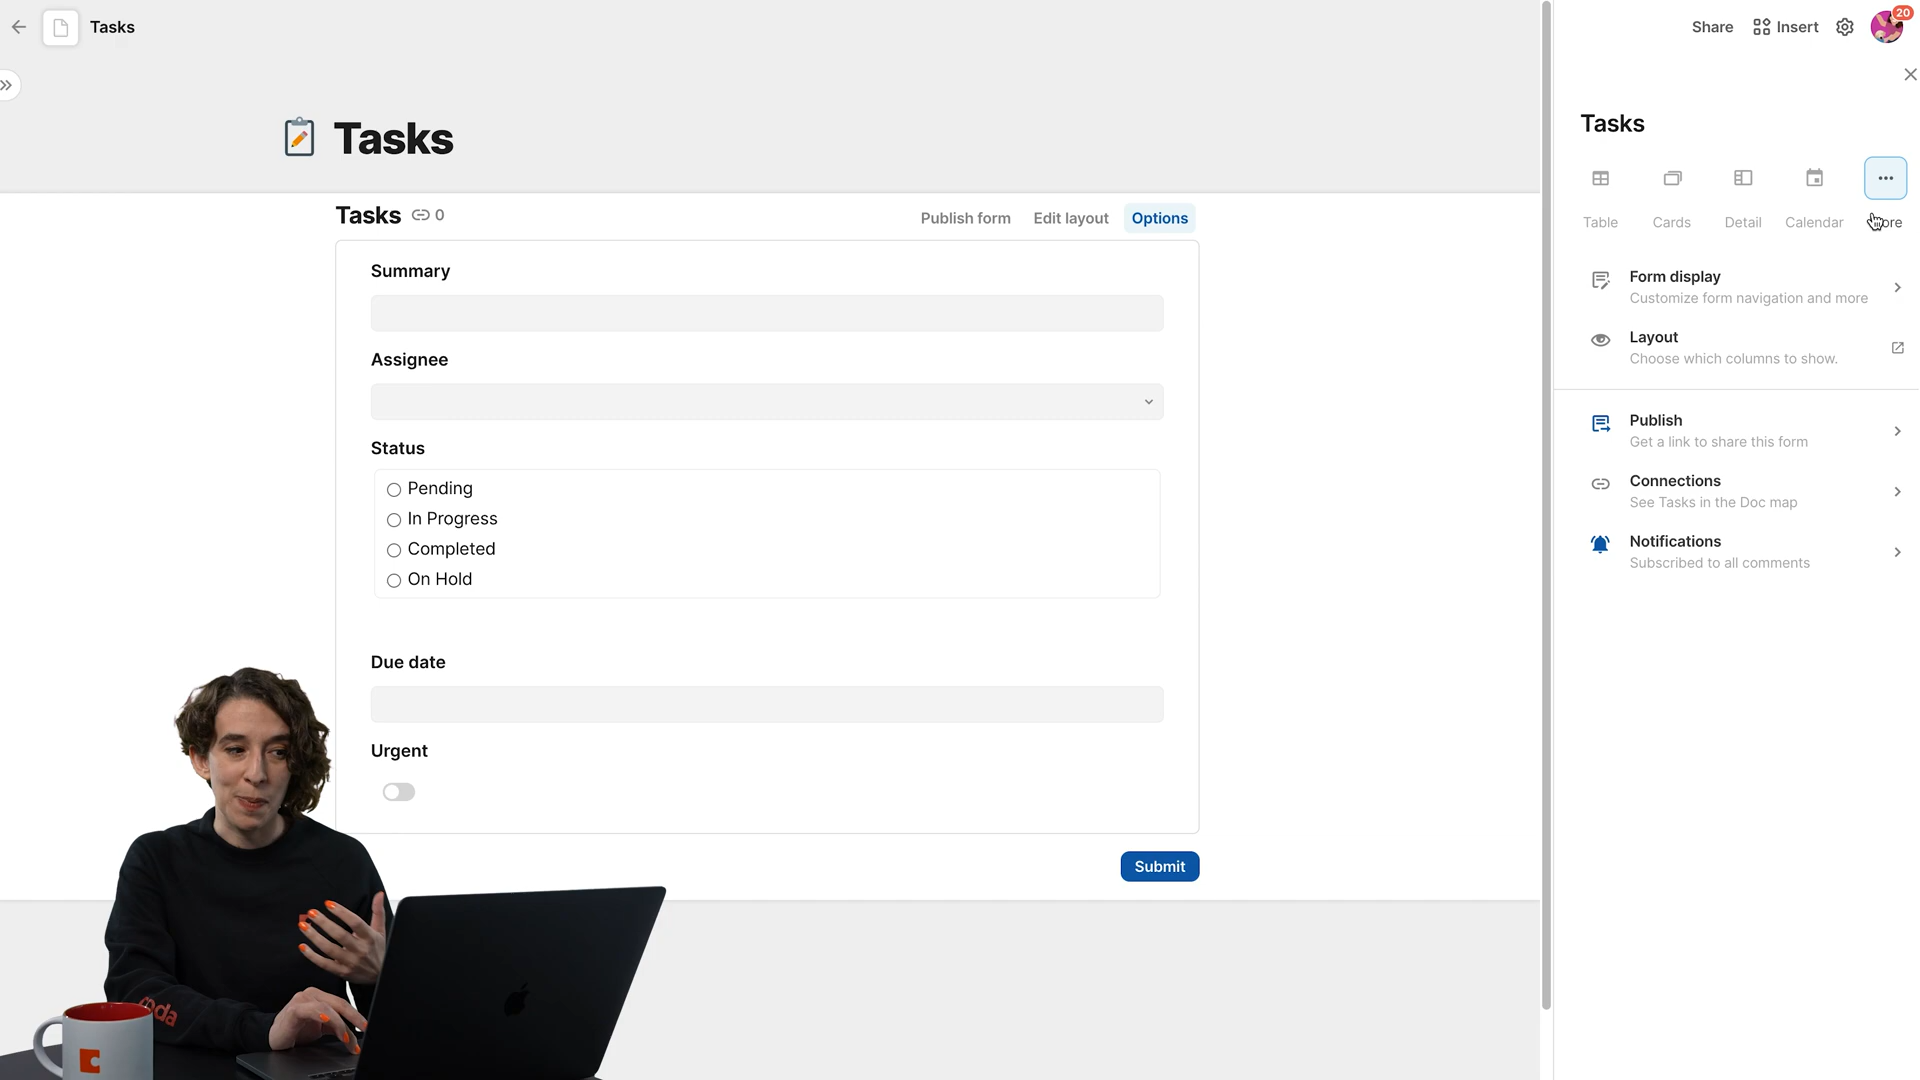 Tasks
Share
Insert
20
Tasks
Tasks 0
Publish form
Edit layout
Options
Summary
Assignee
Status
Pending
In Progress
Completed
On Hold
Due date
Urgent
Submit
Tasks
Table
Cards
Detail
Calendar
Form display
Customize form navigation and more
Layout
Choose which columns to show.
Publish
Get a link to share this form
Connections
See Tasks in the Doc map
Notifications
Subscribed to all comments